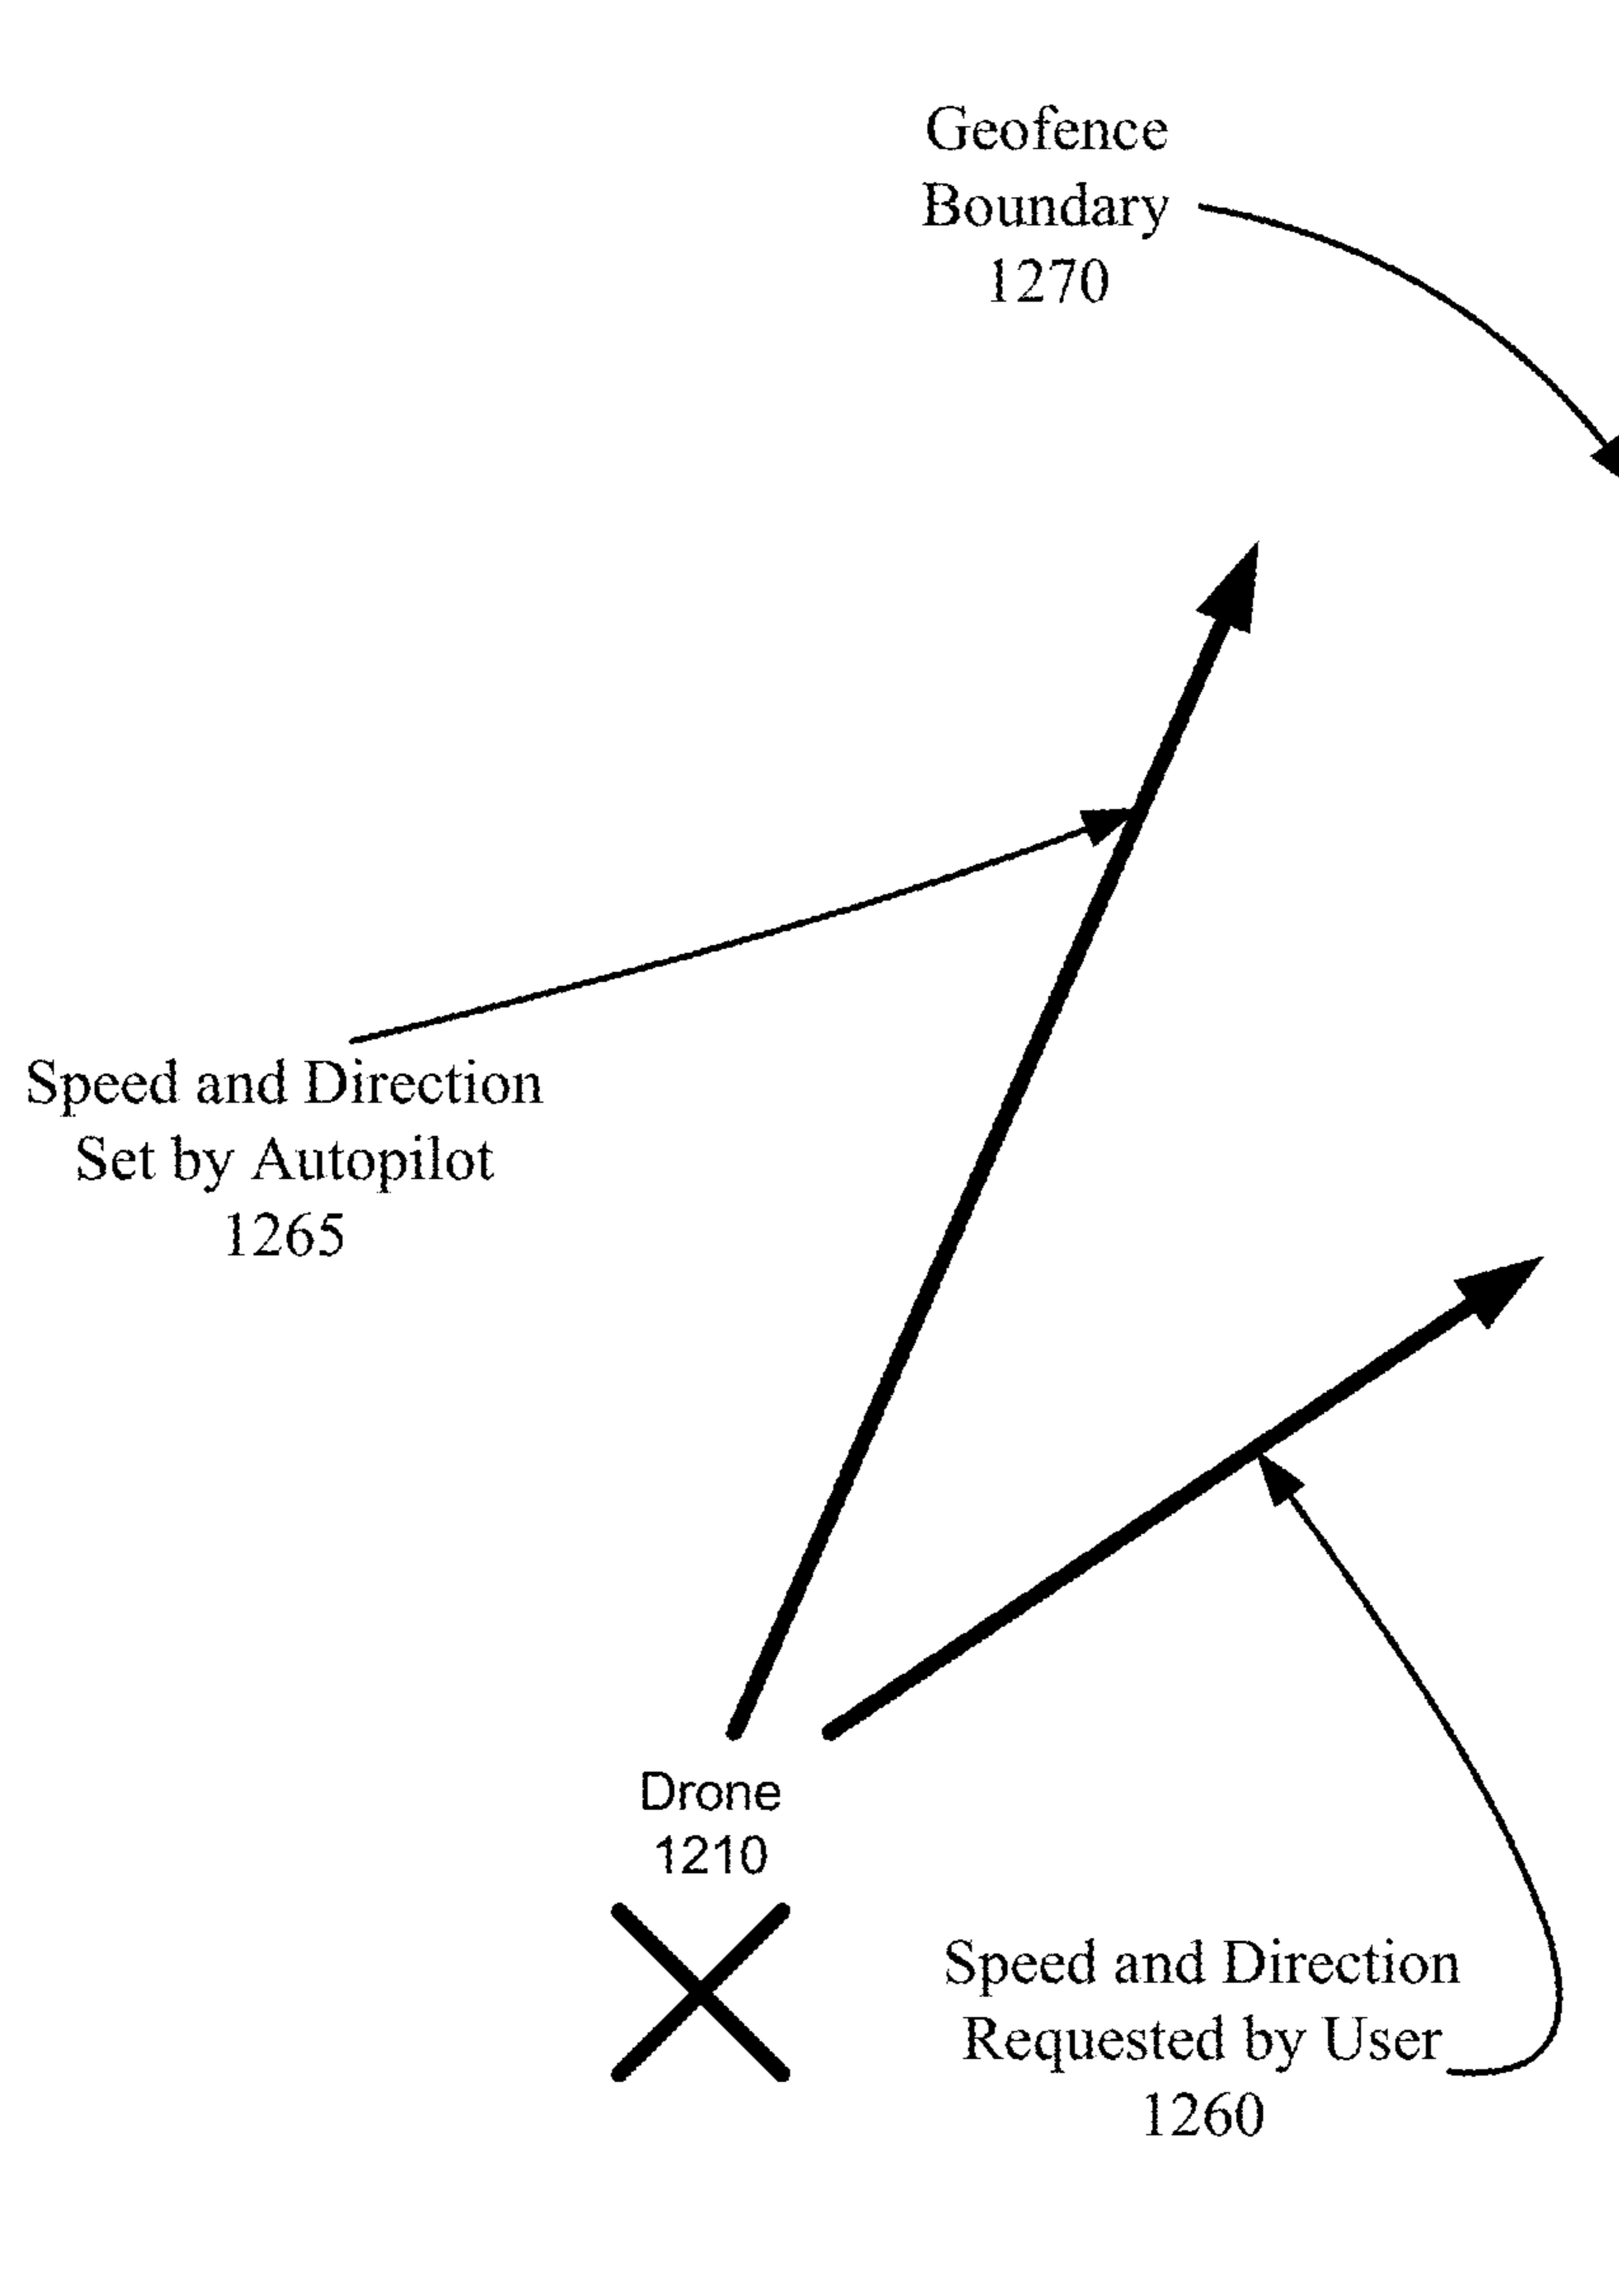 Geofence
Boundary
1270
Speed and Direction
Set by Autopilot
1265
Drone
1210
Speed and Direction
Requested by User
1260